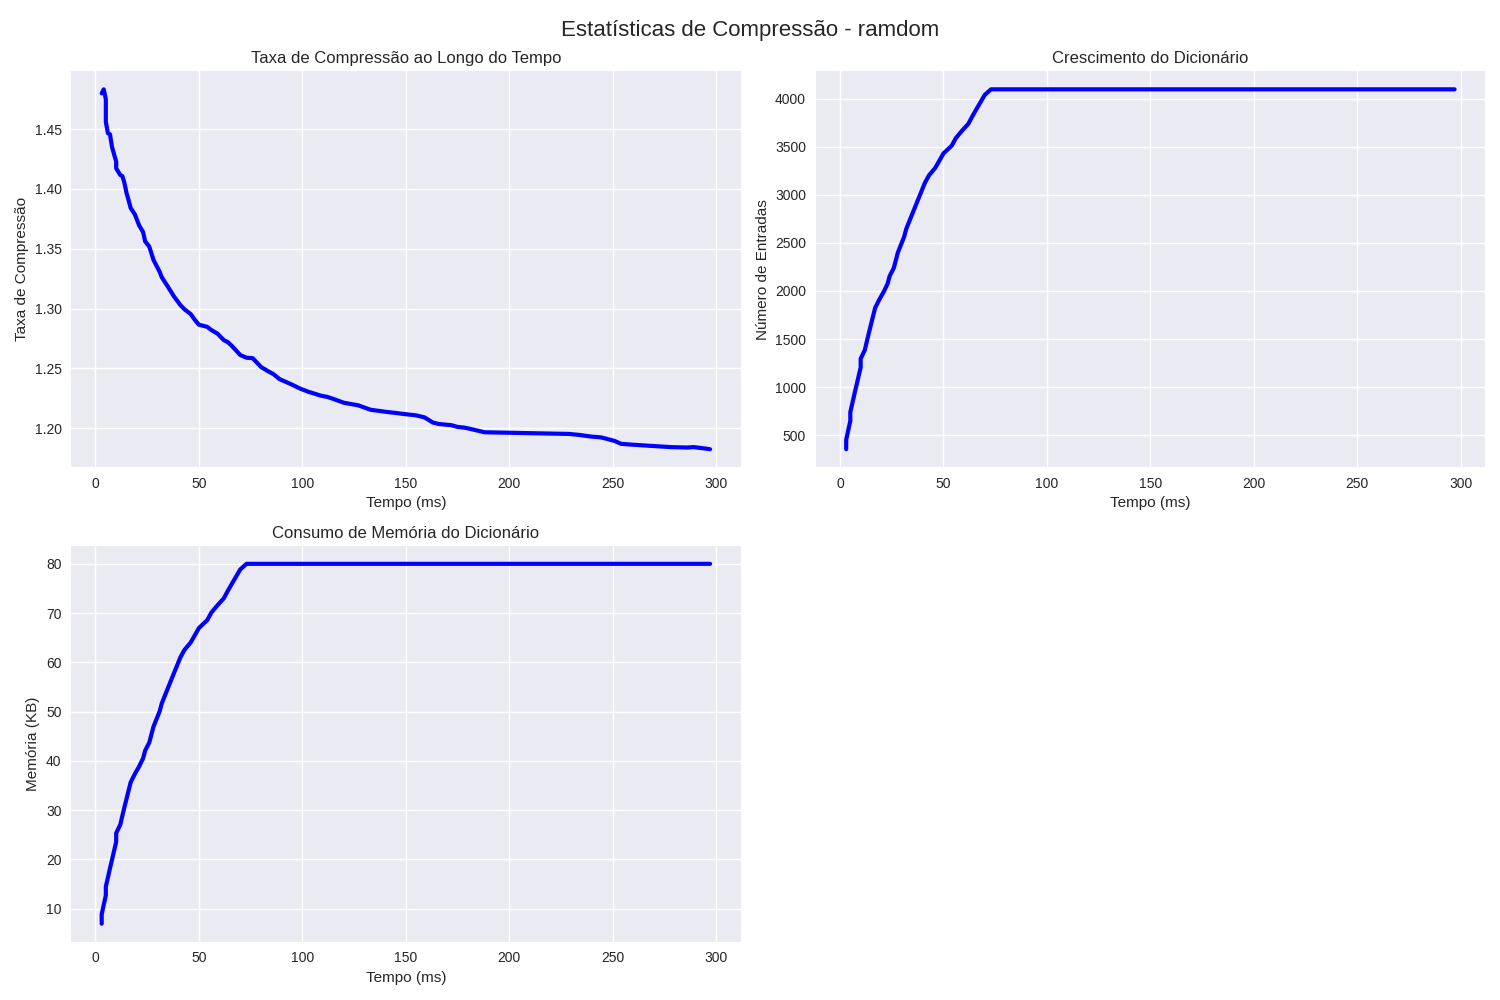 Estatísticas de Compressão - ramdom
Taxa de Compressão ao Longo do Tempo
Taxa de Compressão
1.45
1.40
1.35
1.30
1.25
1.20
0 50 100 150 200 250 300
Tempo (ms)
Crescimento do Dicionário
Número de Entradas
4000
3500
3000
2500
2000
1500
1000
500
0 50 100 150 200 250 300
Tempo (ms)
Consumo de Memória do Dicionário
Memória (KB)
80
70
60
50
40
30
20
10
0 50 100 150 200 250 300
Tempo (ms)